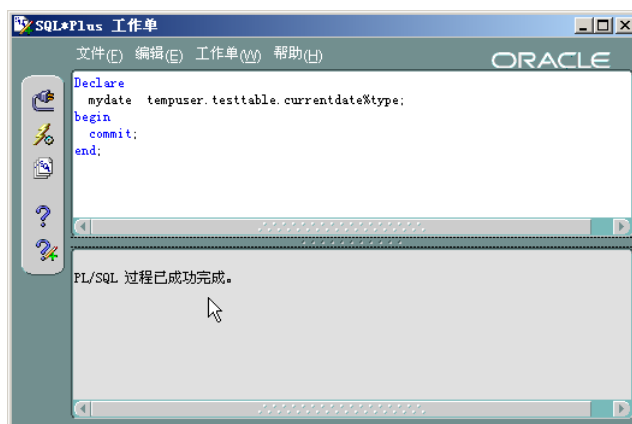 SQL*Plus 工作单
文件(F) 编辑(E) 工作单(W) 帮助(H)
ORACLE
Declare
  mydate  tempuser.testtable.currentdate%type;
begin
  commit;
end;
PL/SQL 过程已成功完成。